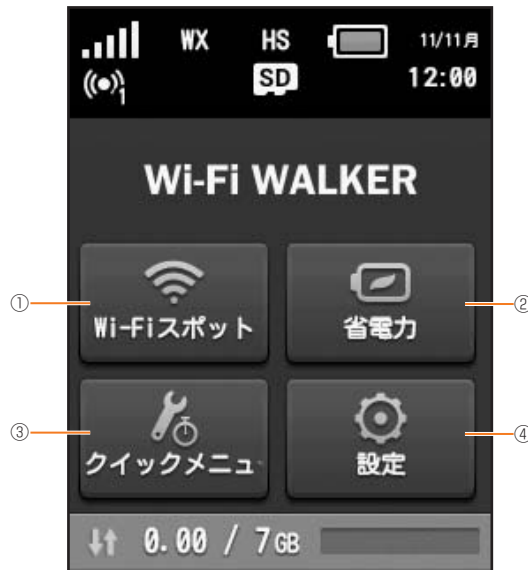 WX HS 11/11月
1 SD 12:00
Wi-Fi WALKER
① Wi-Fiスポット
省電力 ②
③ クイックメニュ
設定 ④
0.00 / 7GB